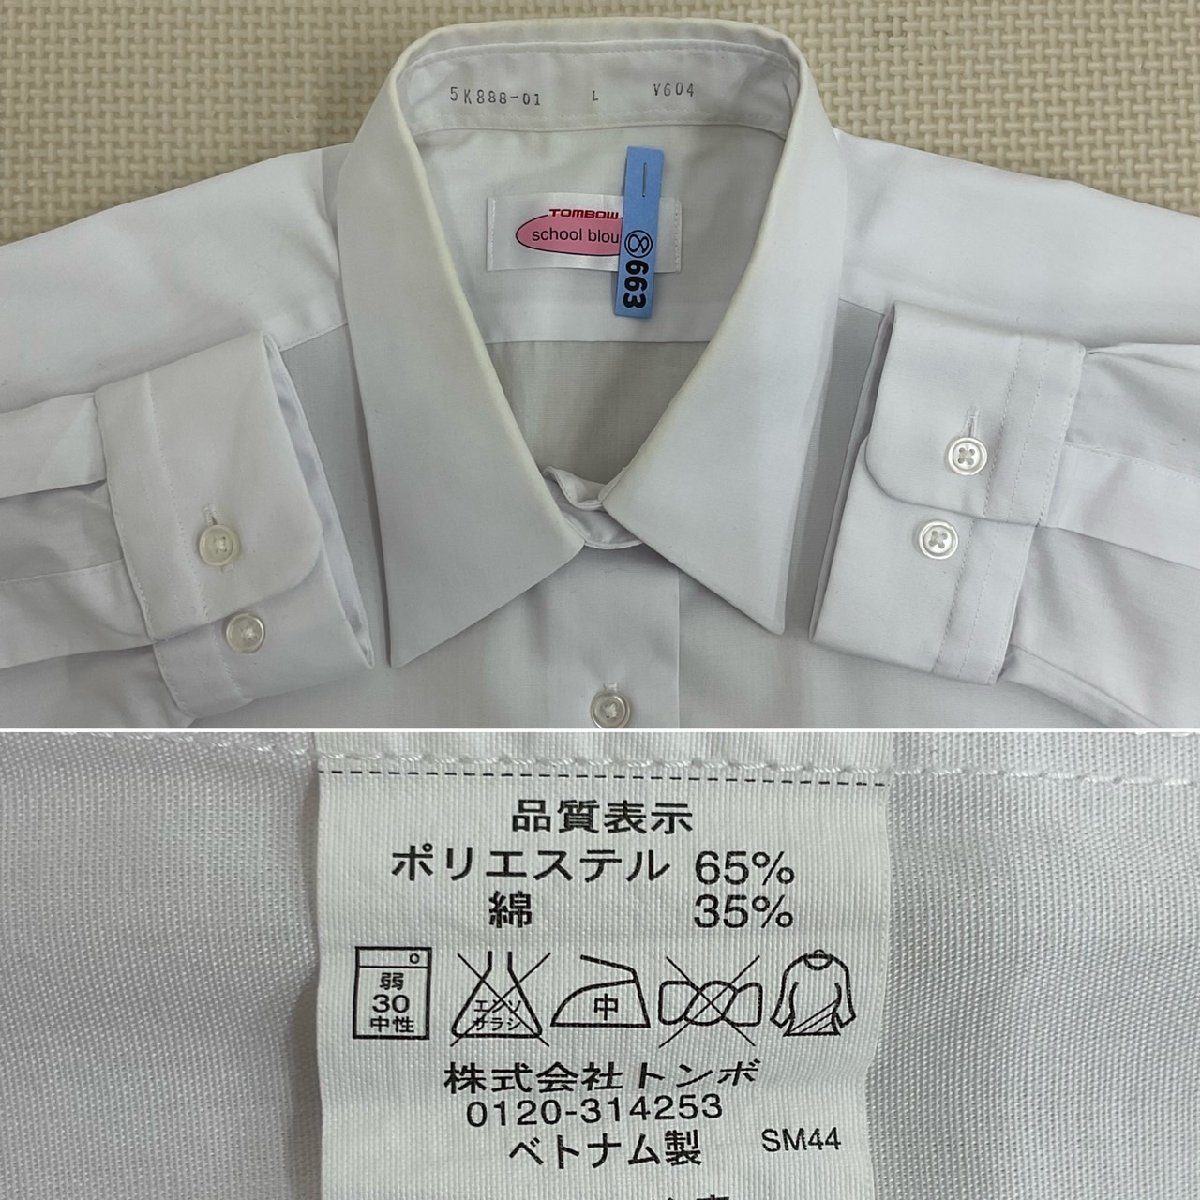 5K888-01 L V604
TOMBOW
school blou
⑧663
品質表示
ポリエステル 65%
綿 35%
弱
30
中性
エンソ
サラシ
中
株式会社トンボ
0120-314253
ベトナム製 SM44